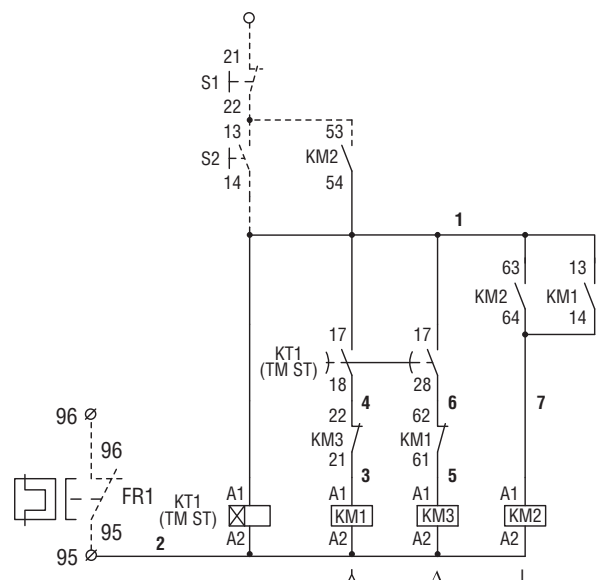 21
S1
22
13 53
S2 KM2
14 54
1
63 13
KM2 KM1
64 14
17 17
KT1
(TM ST)
18 28
4 6 7
96 22 62
96 KM3 KM1
21 61
3 5
FR1 KT1 A1 A1 A1 A1
(TM ST) KM1 KM3 KM2
95 A2 A2 A2 A2
95 2